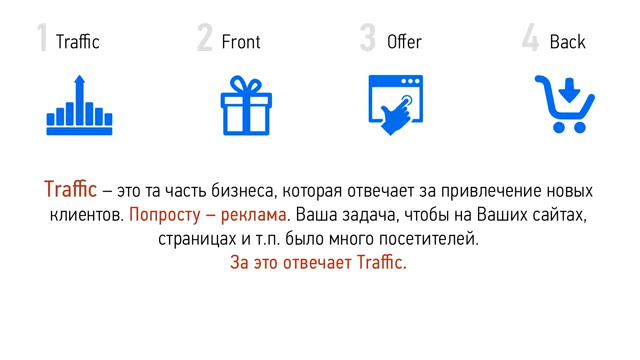 1 Traffic 2 Front 3 Offer 4 Back
Traffic – это та часть бизнеса, которая отвечает за привлечение новых
клиентов. Попросту – реклама. Ваша задача, чтобы на Ваших сайтах,
страницах и т.п. было много посетителей.
За это отвечает Traffic.